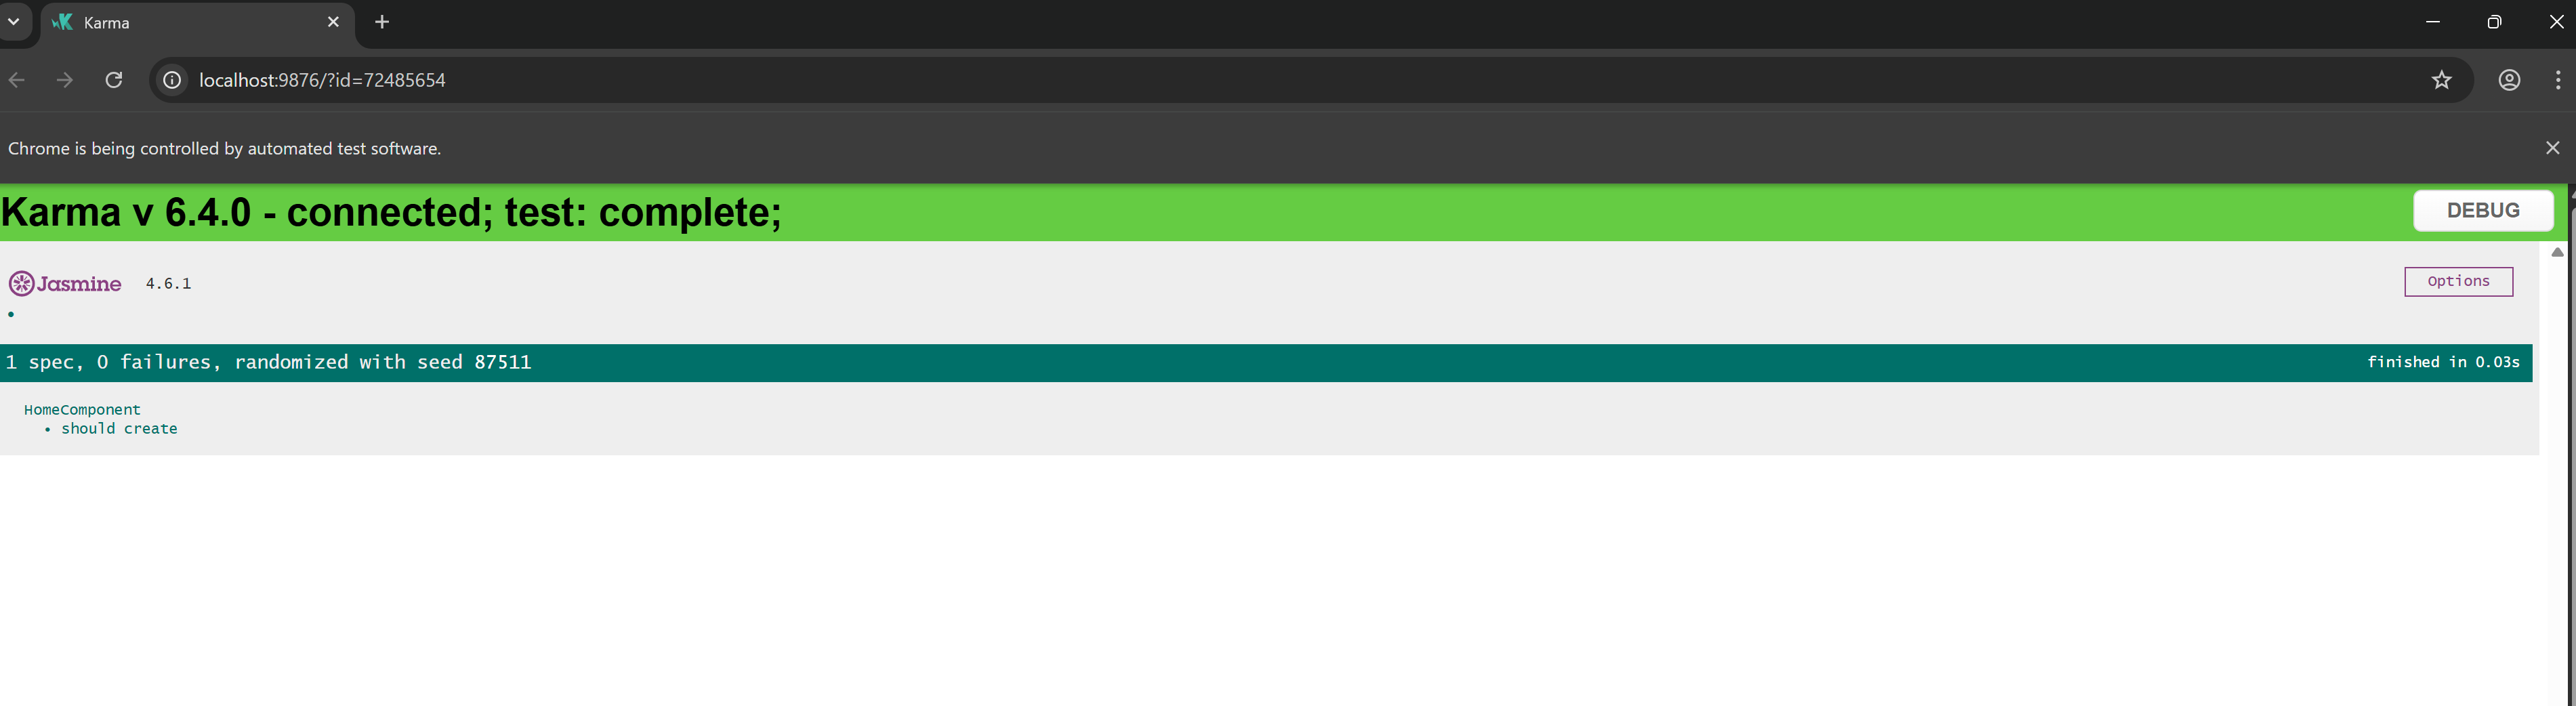 Karma
localhost:9876/?id=72485654
Chrome is being controlled by automated test software.
Karma v 6.4.0 - connected; test: complete;
DEBUG
Jasmine 4.6.1
Options
•
1 spec, 0 failures, randomized with seed 87511
finished in 0.03s
HomeComponent
• should create